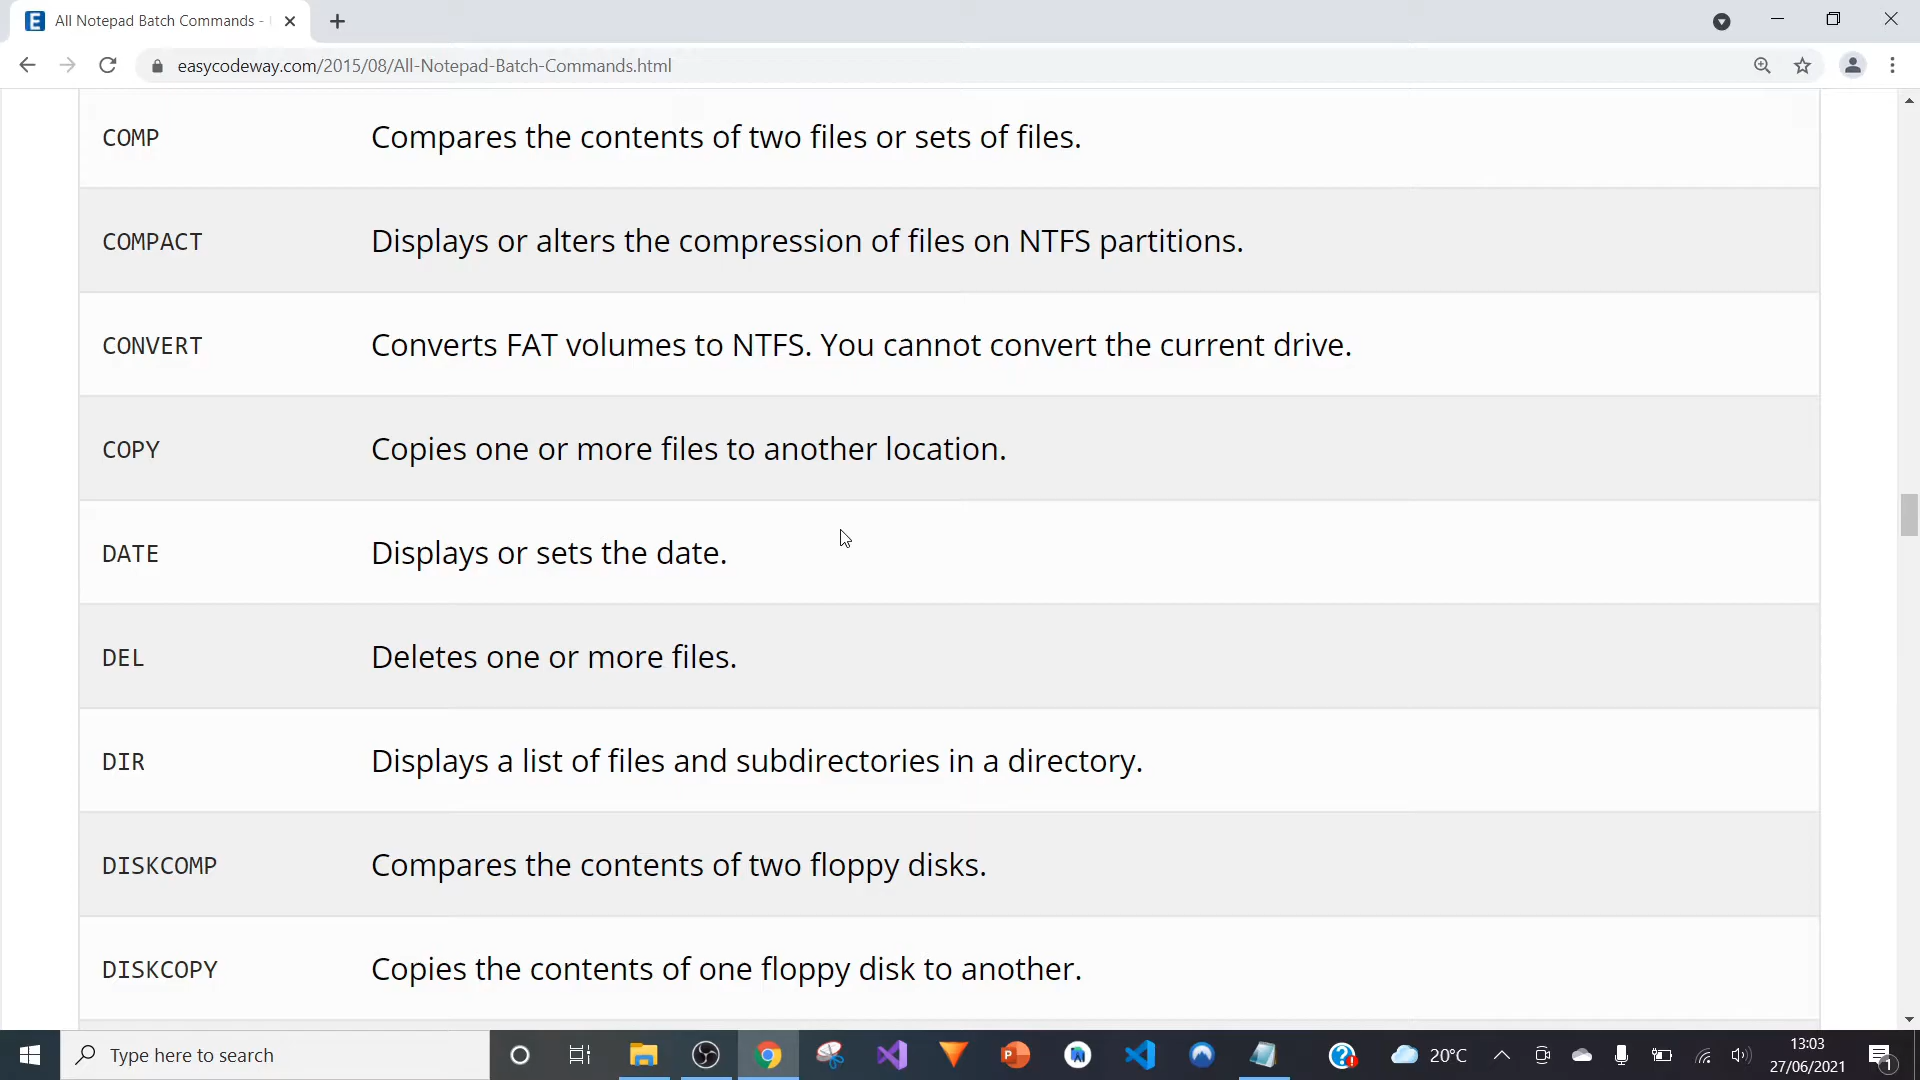 All Notepad Batch Commands -
easycodeway.com/2015/08/All-Notepad-Batch-Commands.html
COMP Compares the contents of two files or sets of files.
COMPACT Displays or alters the compression of files on NTFS partitions.
CONVERT Converts FAT volumes to NTFS. You cannot convert the current drive.
COPY Copies one or more files to another location.
DATE Displays or sets the date.
DEL Deletes one or more files.
DIR Displays a list of files and subdirectories in a directory.
DISKCOMP Compares the contents of two floppy disks.
DISKCOPY Copies the contents of one floppy disk to another.
Type here to search
20°C
13:03
27/06/2021
1